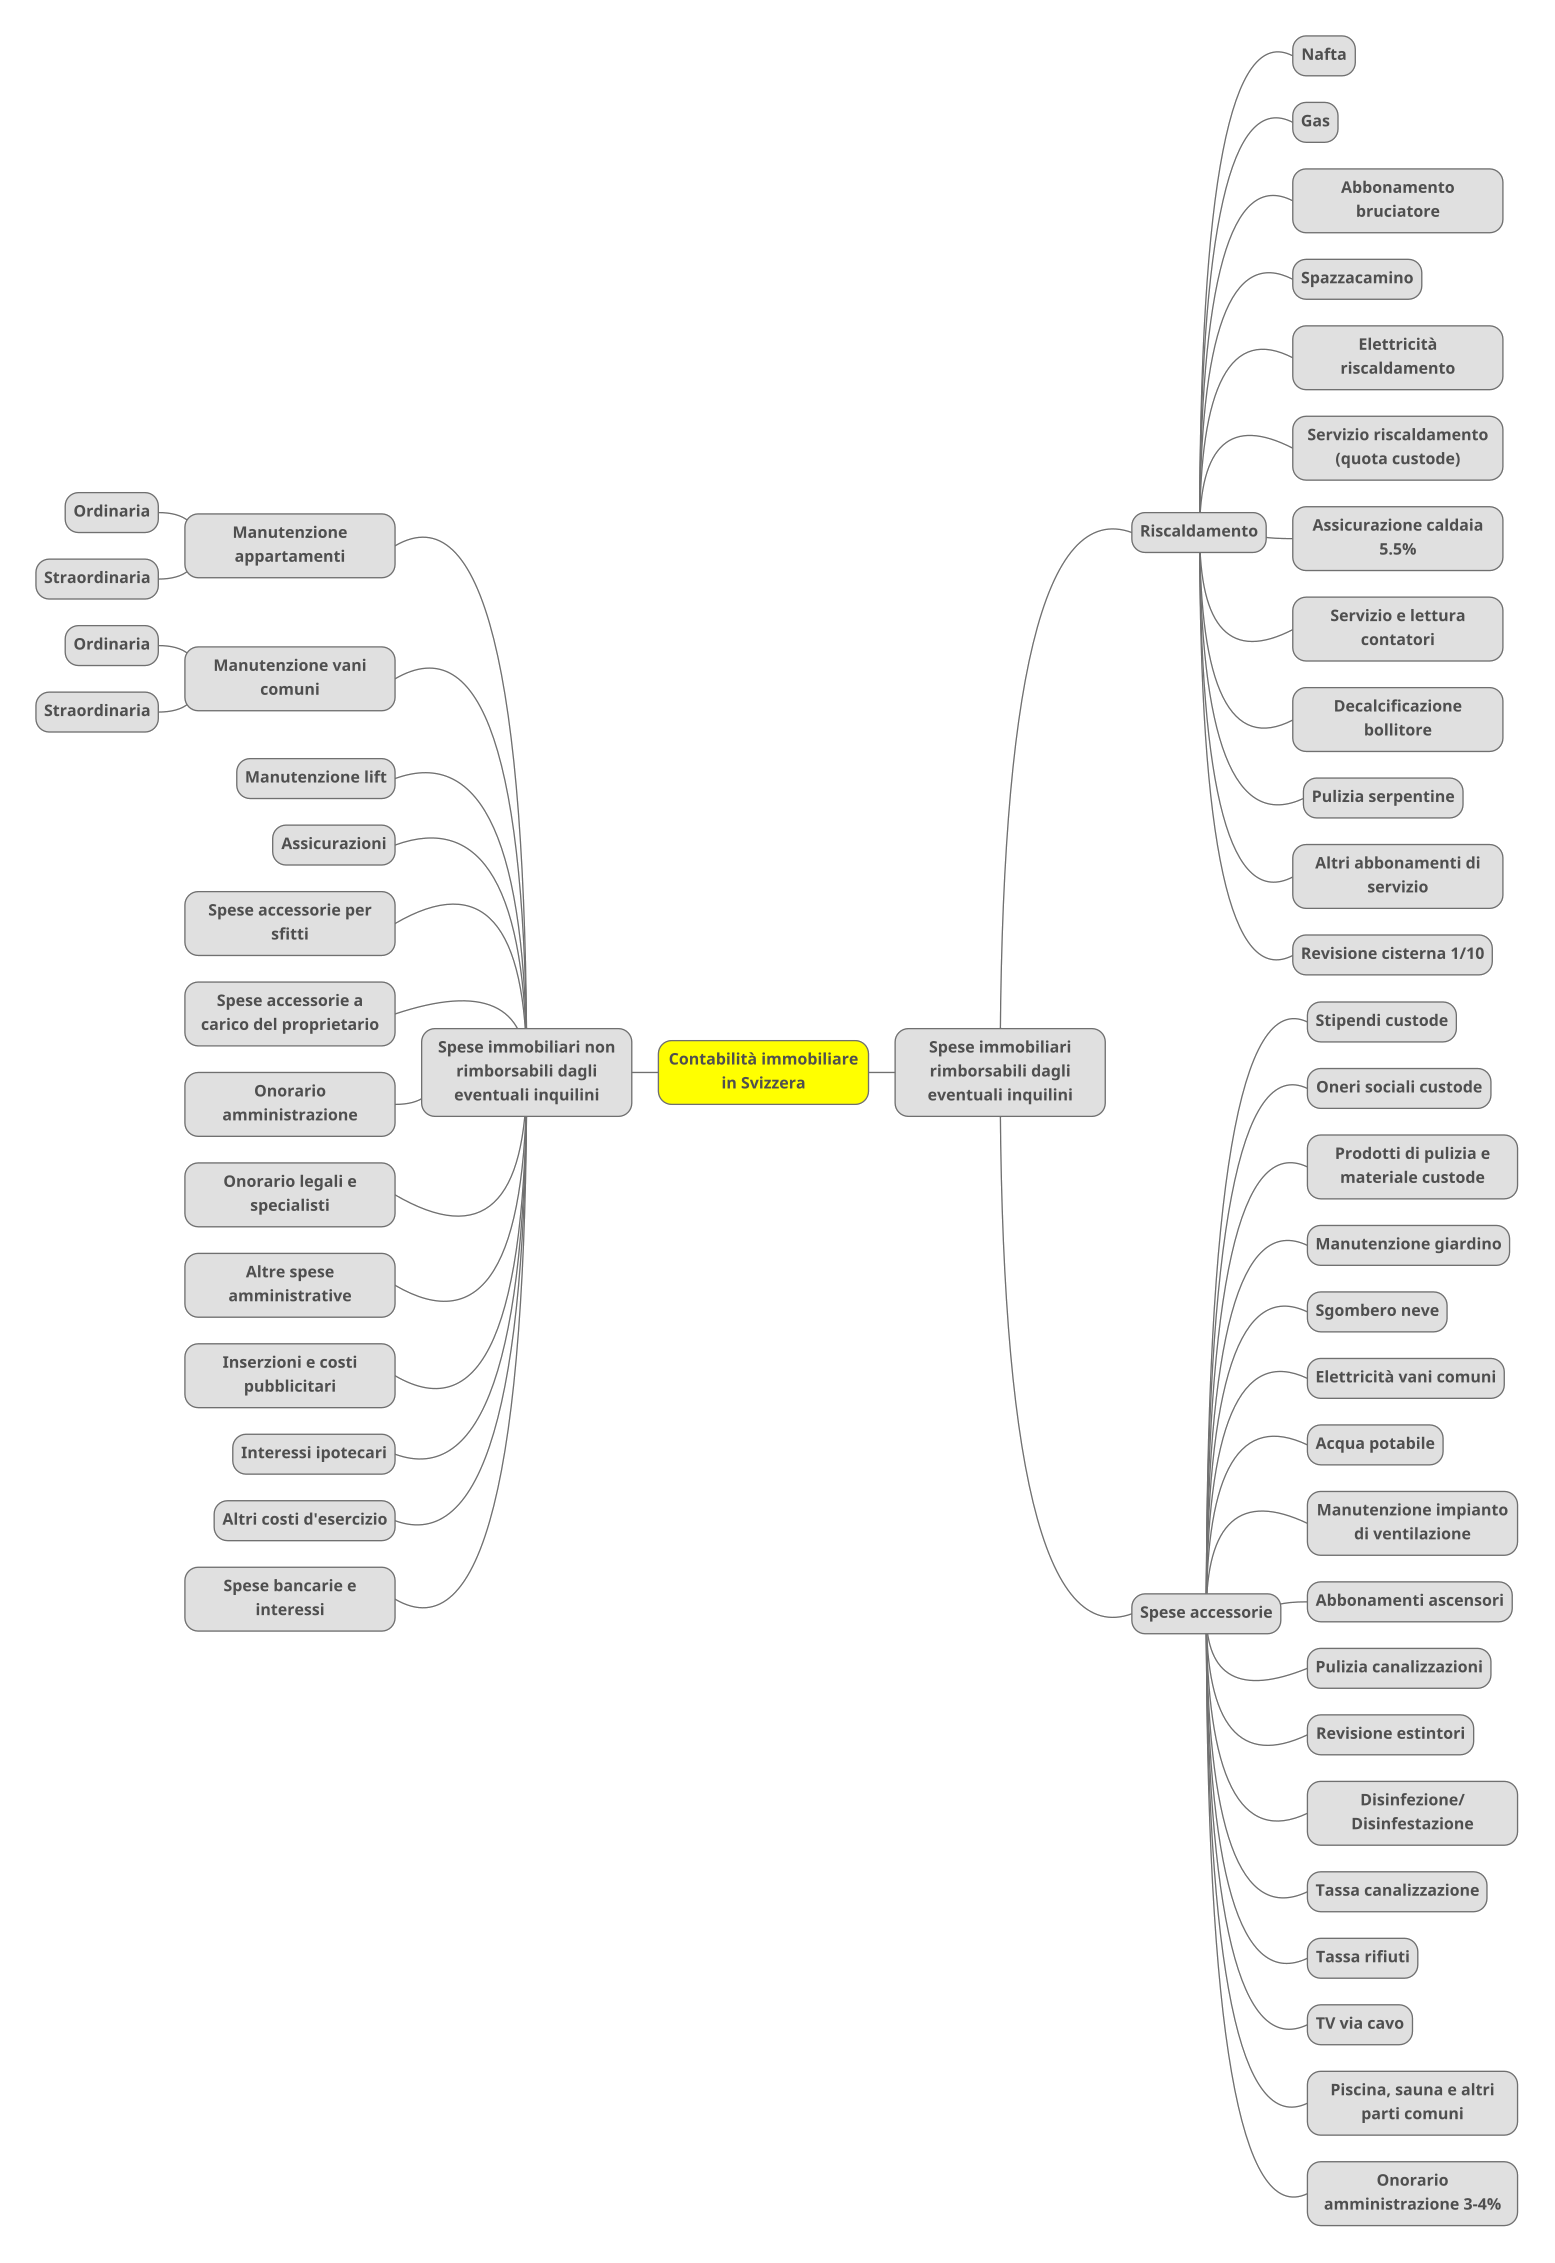 Contabilità immobiliare
in Svizzera
Spese immobiliari
rimborsabili dagli
eventuali inquilini
Riscaldamento
Nafta
Gas
Abbonamento
bruciatore
Spazzacamino
Elettricità
riscaldamento
Servizio riscaldamento
(quota custode)
Assicurazione caldaia
5.5%
Servizio e lettura
contatori
Decalcificazione
bollitore
Pulizia serpentine
Altri abbonamenti di
servizio
Revisione cisterna 1/10
Spese accessorie
Stipendi custode
Oneri sociali custode
Prodotti di pulizia e
materiale custode
Manutenzione giardino
Sgombero neve
Elettricità vani comuni
Acqua potabile
Manutenzione impianto
di ventilazione
Abbonamenti ascensori
Pulizia canalizzazioni
Revisione estintori
Disinfezione/
Disinfestazione
Tassa canalizzazione
Tassa rifiuti
TV via cavo
Piscina, sauna e altri
parti comuni
Onorario
amministrazione 3-4%
Spese immobiliari non
rimborsabili dagli
eventuali inquilini
Manutenzione
appartamenti
Ordinaria
Straordinaria
Manutenzione vani
comuni
Ordinaria
Straordinaria
Manutenzione lift
Assicurazioni
Spese accessorie per
sfitti
Spese accessorie a
carico del proprietario
Onorario
amministrazione
Onorario legali e
specialisti
Altre spese
amministrative
Inserzioni e costi
pubblicitari
Interessi ipotecari
Altri costi d'esercizio
Spese bancarie e
interessi